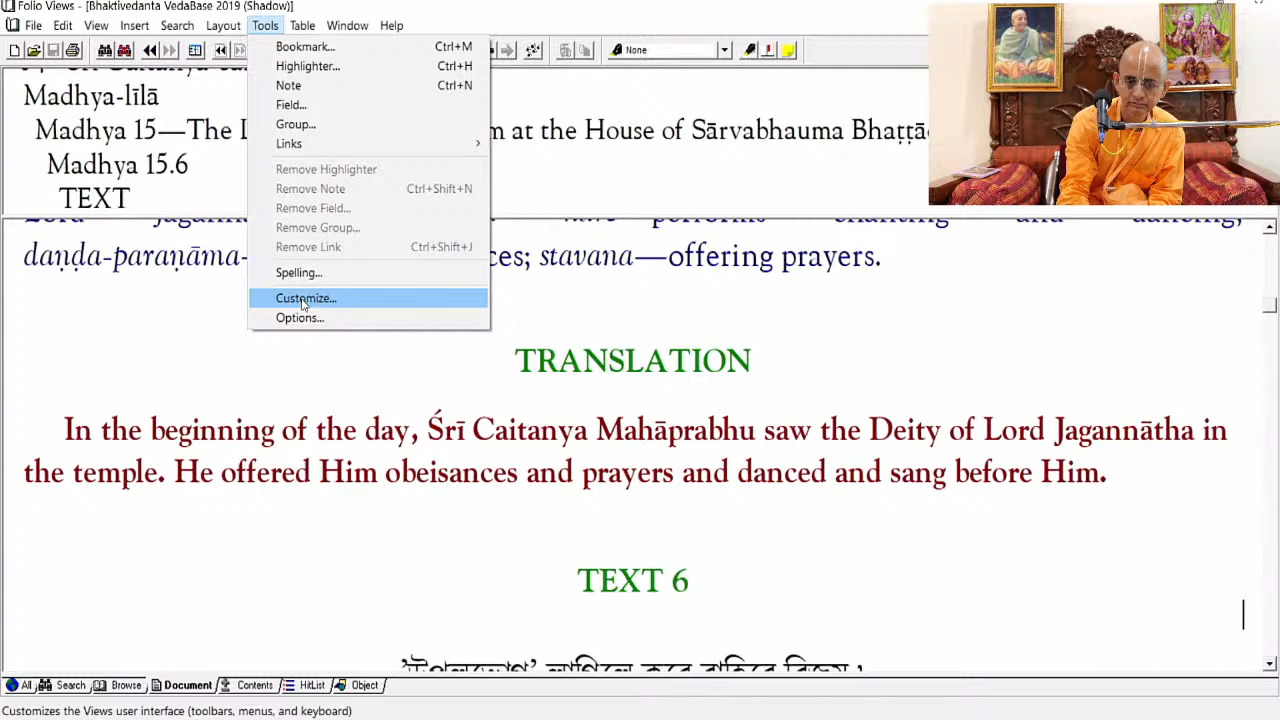 Folio Views - [Bhaktivedanta VedaBase 2019 (Shadow)]
File Edit View Insert Search Layout Tools Table Window Help
None
Bookmark... Ctrl+M
Highlighter... Ctrl+H
Note Ctrl+N
Field...
Group...
Links
Remove Highlighter
Remove Note Ctrl+Shift+N
Remove Field...
Remove Group...
Remove Link Ctrl+Shift+J
Spelling...
Customize...
Options...
Madhya-līlā
Madhya 15—The m at the House of Sārvabhauma
Madhya 15.6
TEXT
Lord performs chanting and dancing;
daṇḍa-paraṇāma- ces; stavana—offering prayers.
TRANSLATION
In the beginning of the day, Śrī Caitanya Mahāprabhu saw the Deity of Lord Jagannātha in
the temple. He offered Him obeisances and prayers and danced and sang before Him.
TEXT 6
All Search Browse Document Contents HitList Object
Customizes the Views user interface (toolbars, menus, and keyboard)